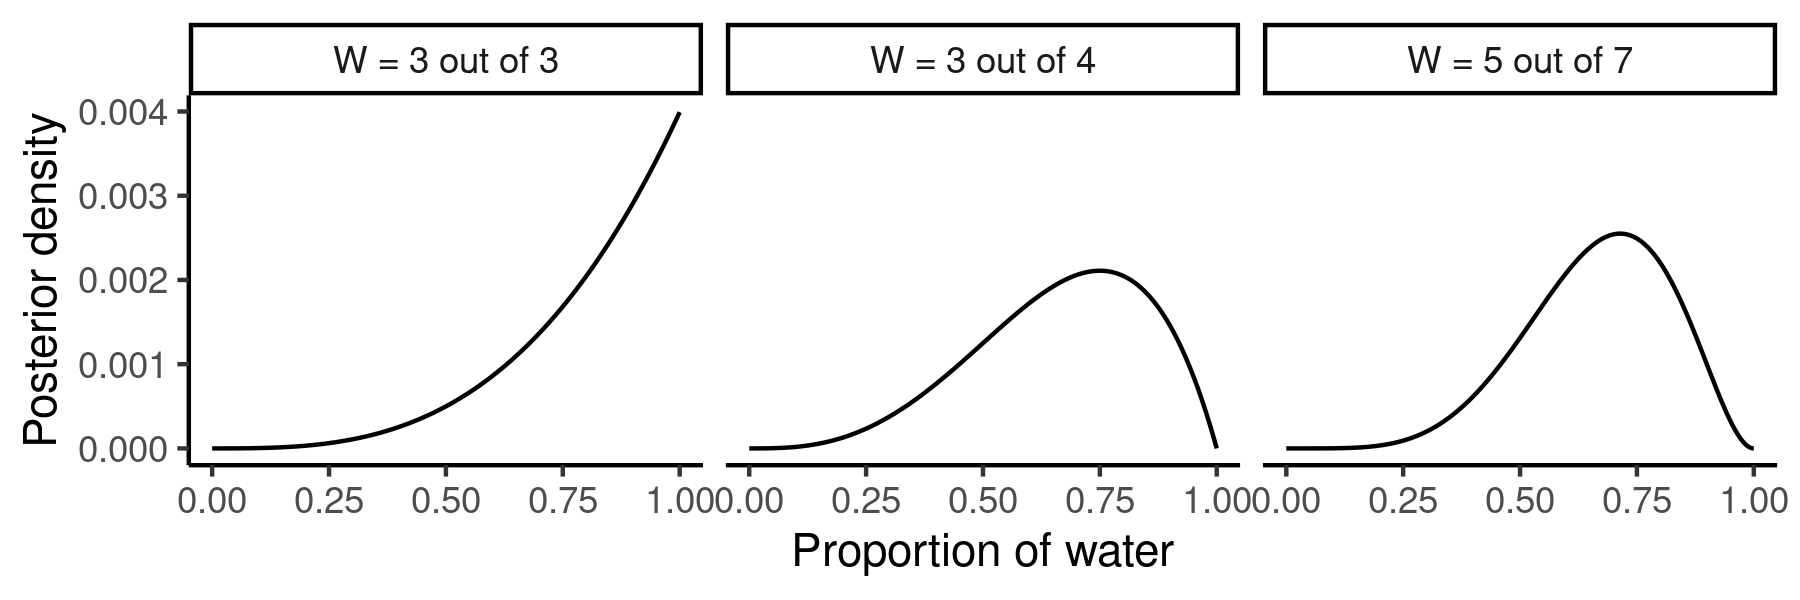 W = 3 out of 3
W = 3 out of 4
W = 5 out of 7
Posterior density
0.004
0.003
0.002
0.001
0.000
0.00 0.25 0.50 0.75 1.00
0.00 0.25 0.50 0.75 1.00
0.00 0.25 0.50 0.75 1.00
Proportion of water